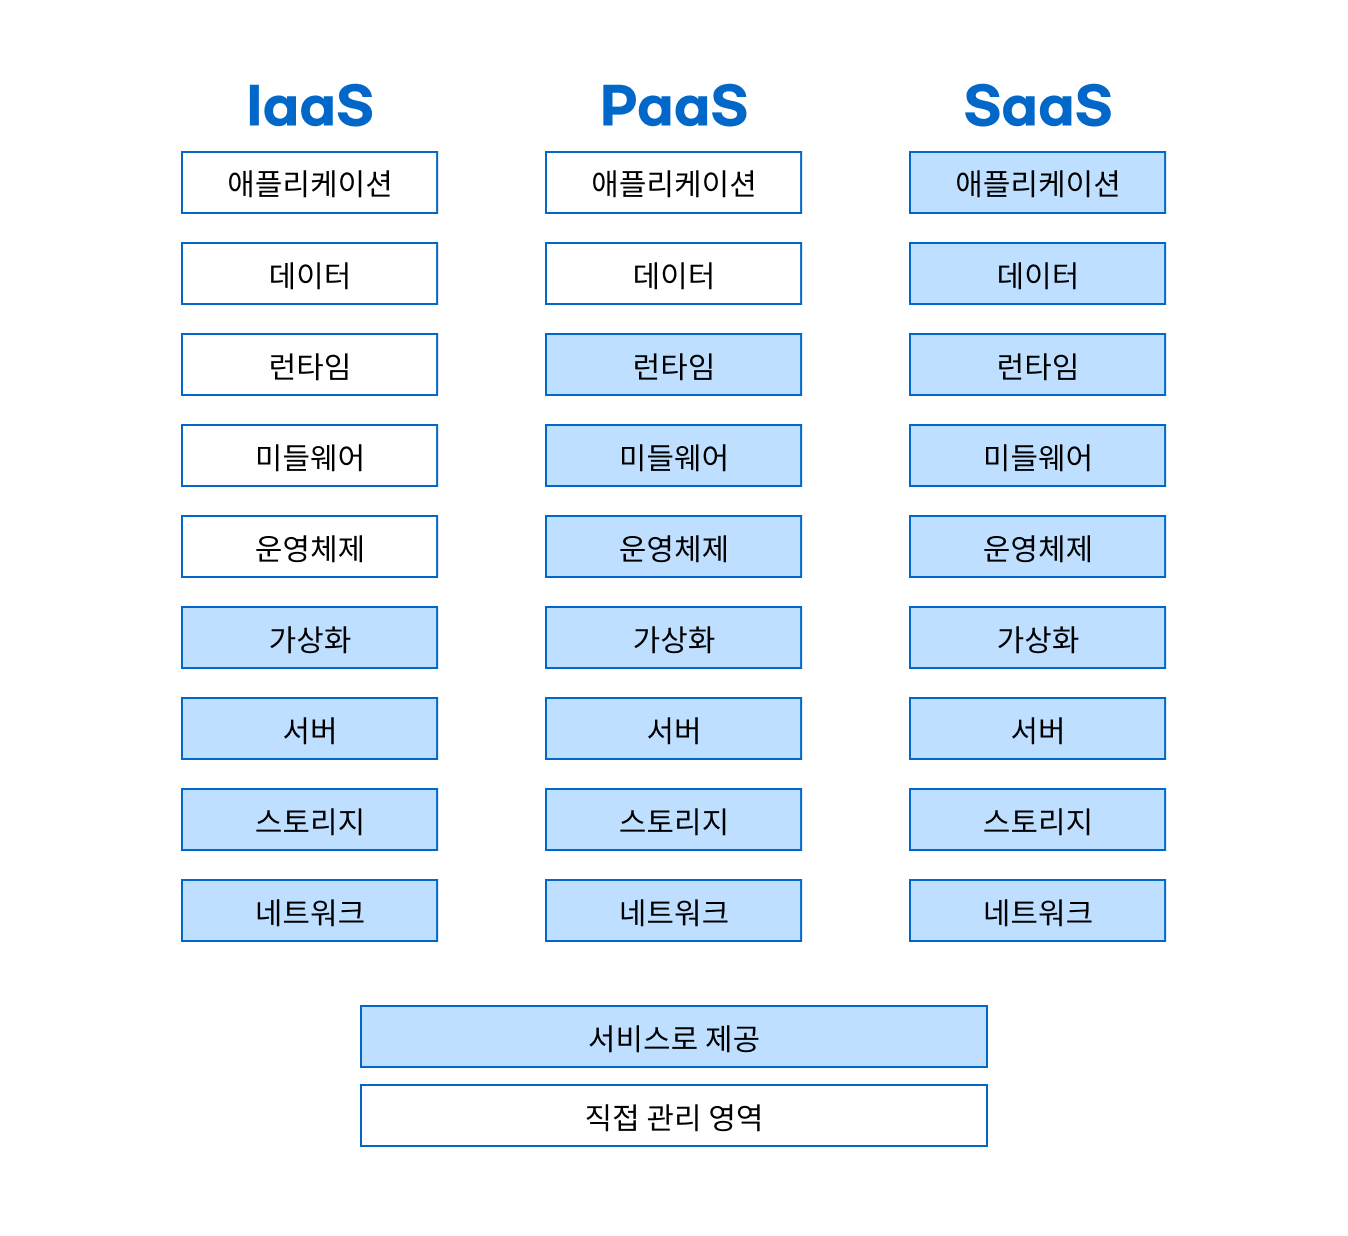 IaaS
PaaS
SaaS
애플리케이션
애플리케이션
애플리케이션
데이터
데이터
데이터
런타임
런타임
런타임
미들웨어
미들웨어
미들웨어
운영체제
운영체제
운영체제
가상화
가상화
가상화
서버
서버
서버
스토리지
스토리지
스토리지
네트워크
네트워크
네트워크
서비스로 제공
직접 관리 영역